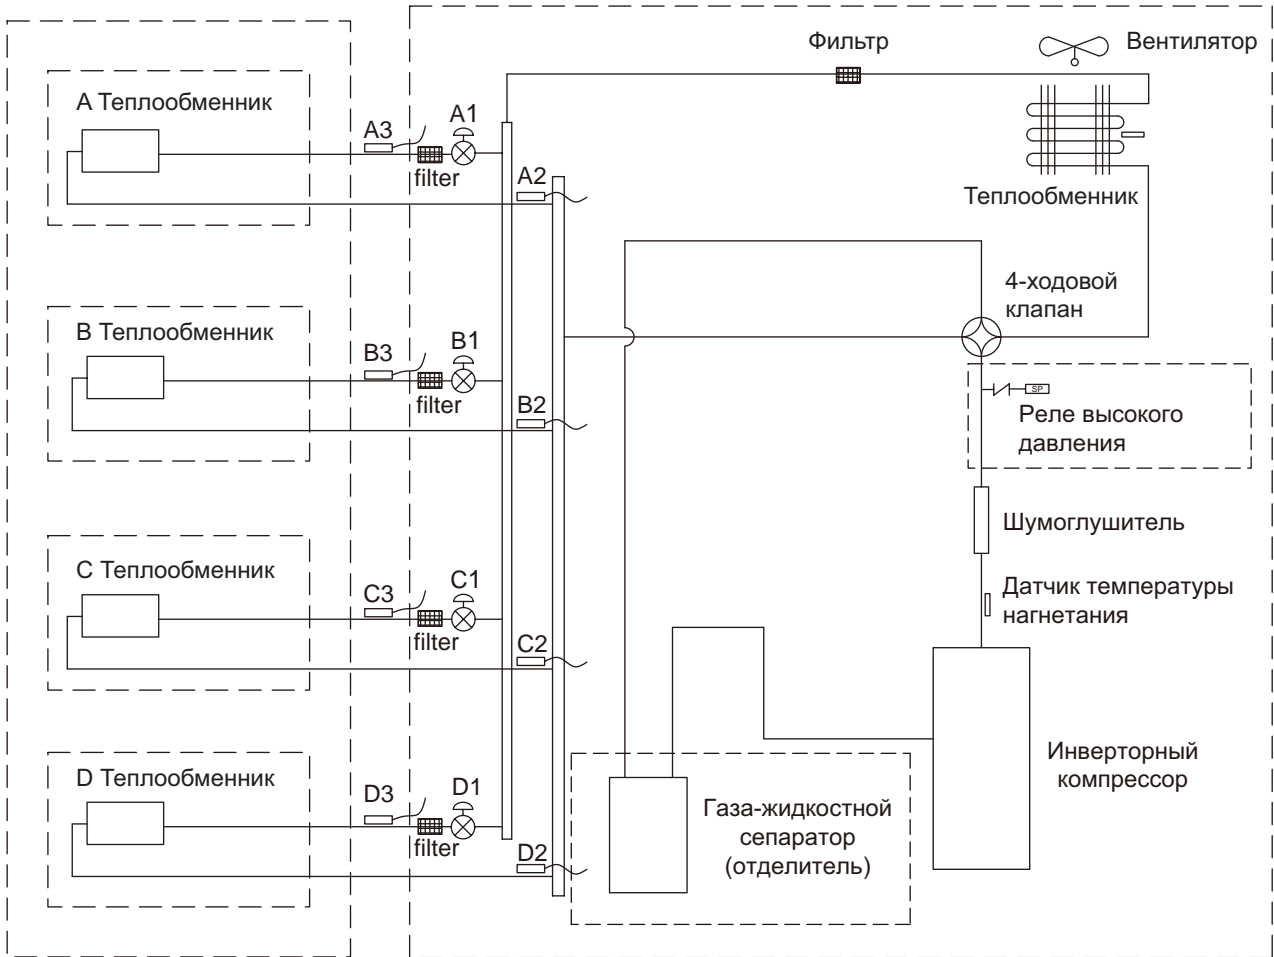 Фильтр
Вентилятор
А Теплообменник
A3
A1
filter
A2
Теплообменник
4-ходовой
клапан
В Теплообменник
B3
B1
filter
B2
SP
Реле высокого
давления
Шумоглушитель
С Теплообменник
C3
C1
filter
C2
Датчик температуры
нагнетания
D Теплообменник
D3
D1
filter
D2
Газа-жидкостной
сепаратор
(отделитель)
Инверторный
компрессор